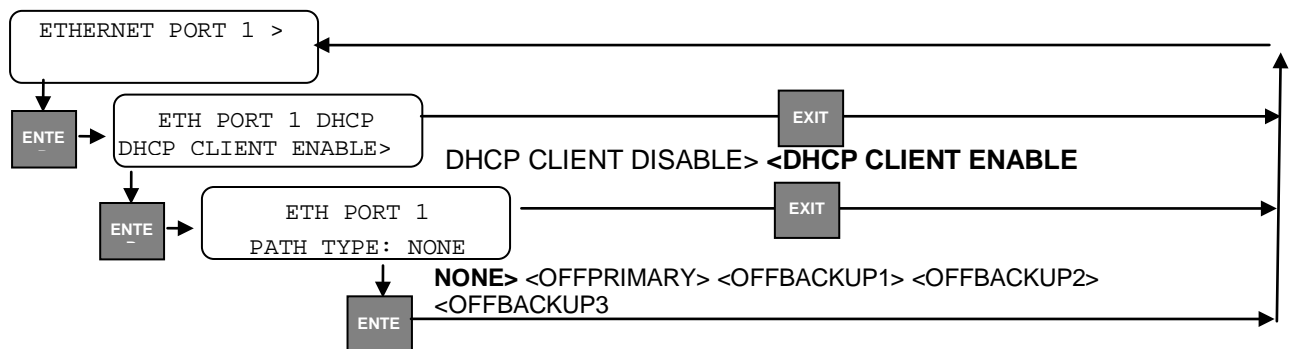 ETHERNET PORT 1 >
ENTE
ETH PORT 1 DHCP
DHCP CLIENT ENABLE>
EXIT
DHCP CLIENT DISABLE> <DHCP CLIENT ENABLE
ENTE
ETH PORT 1
PATH TYPE: NONE
EXIT
NONE> <OFFPRIMARY> <OFFBACKUP1> <OFFBACKUP2>
<OFFBACKUP3
ENTE